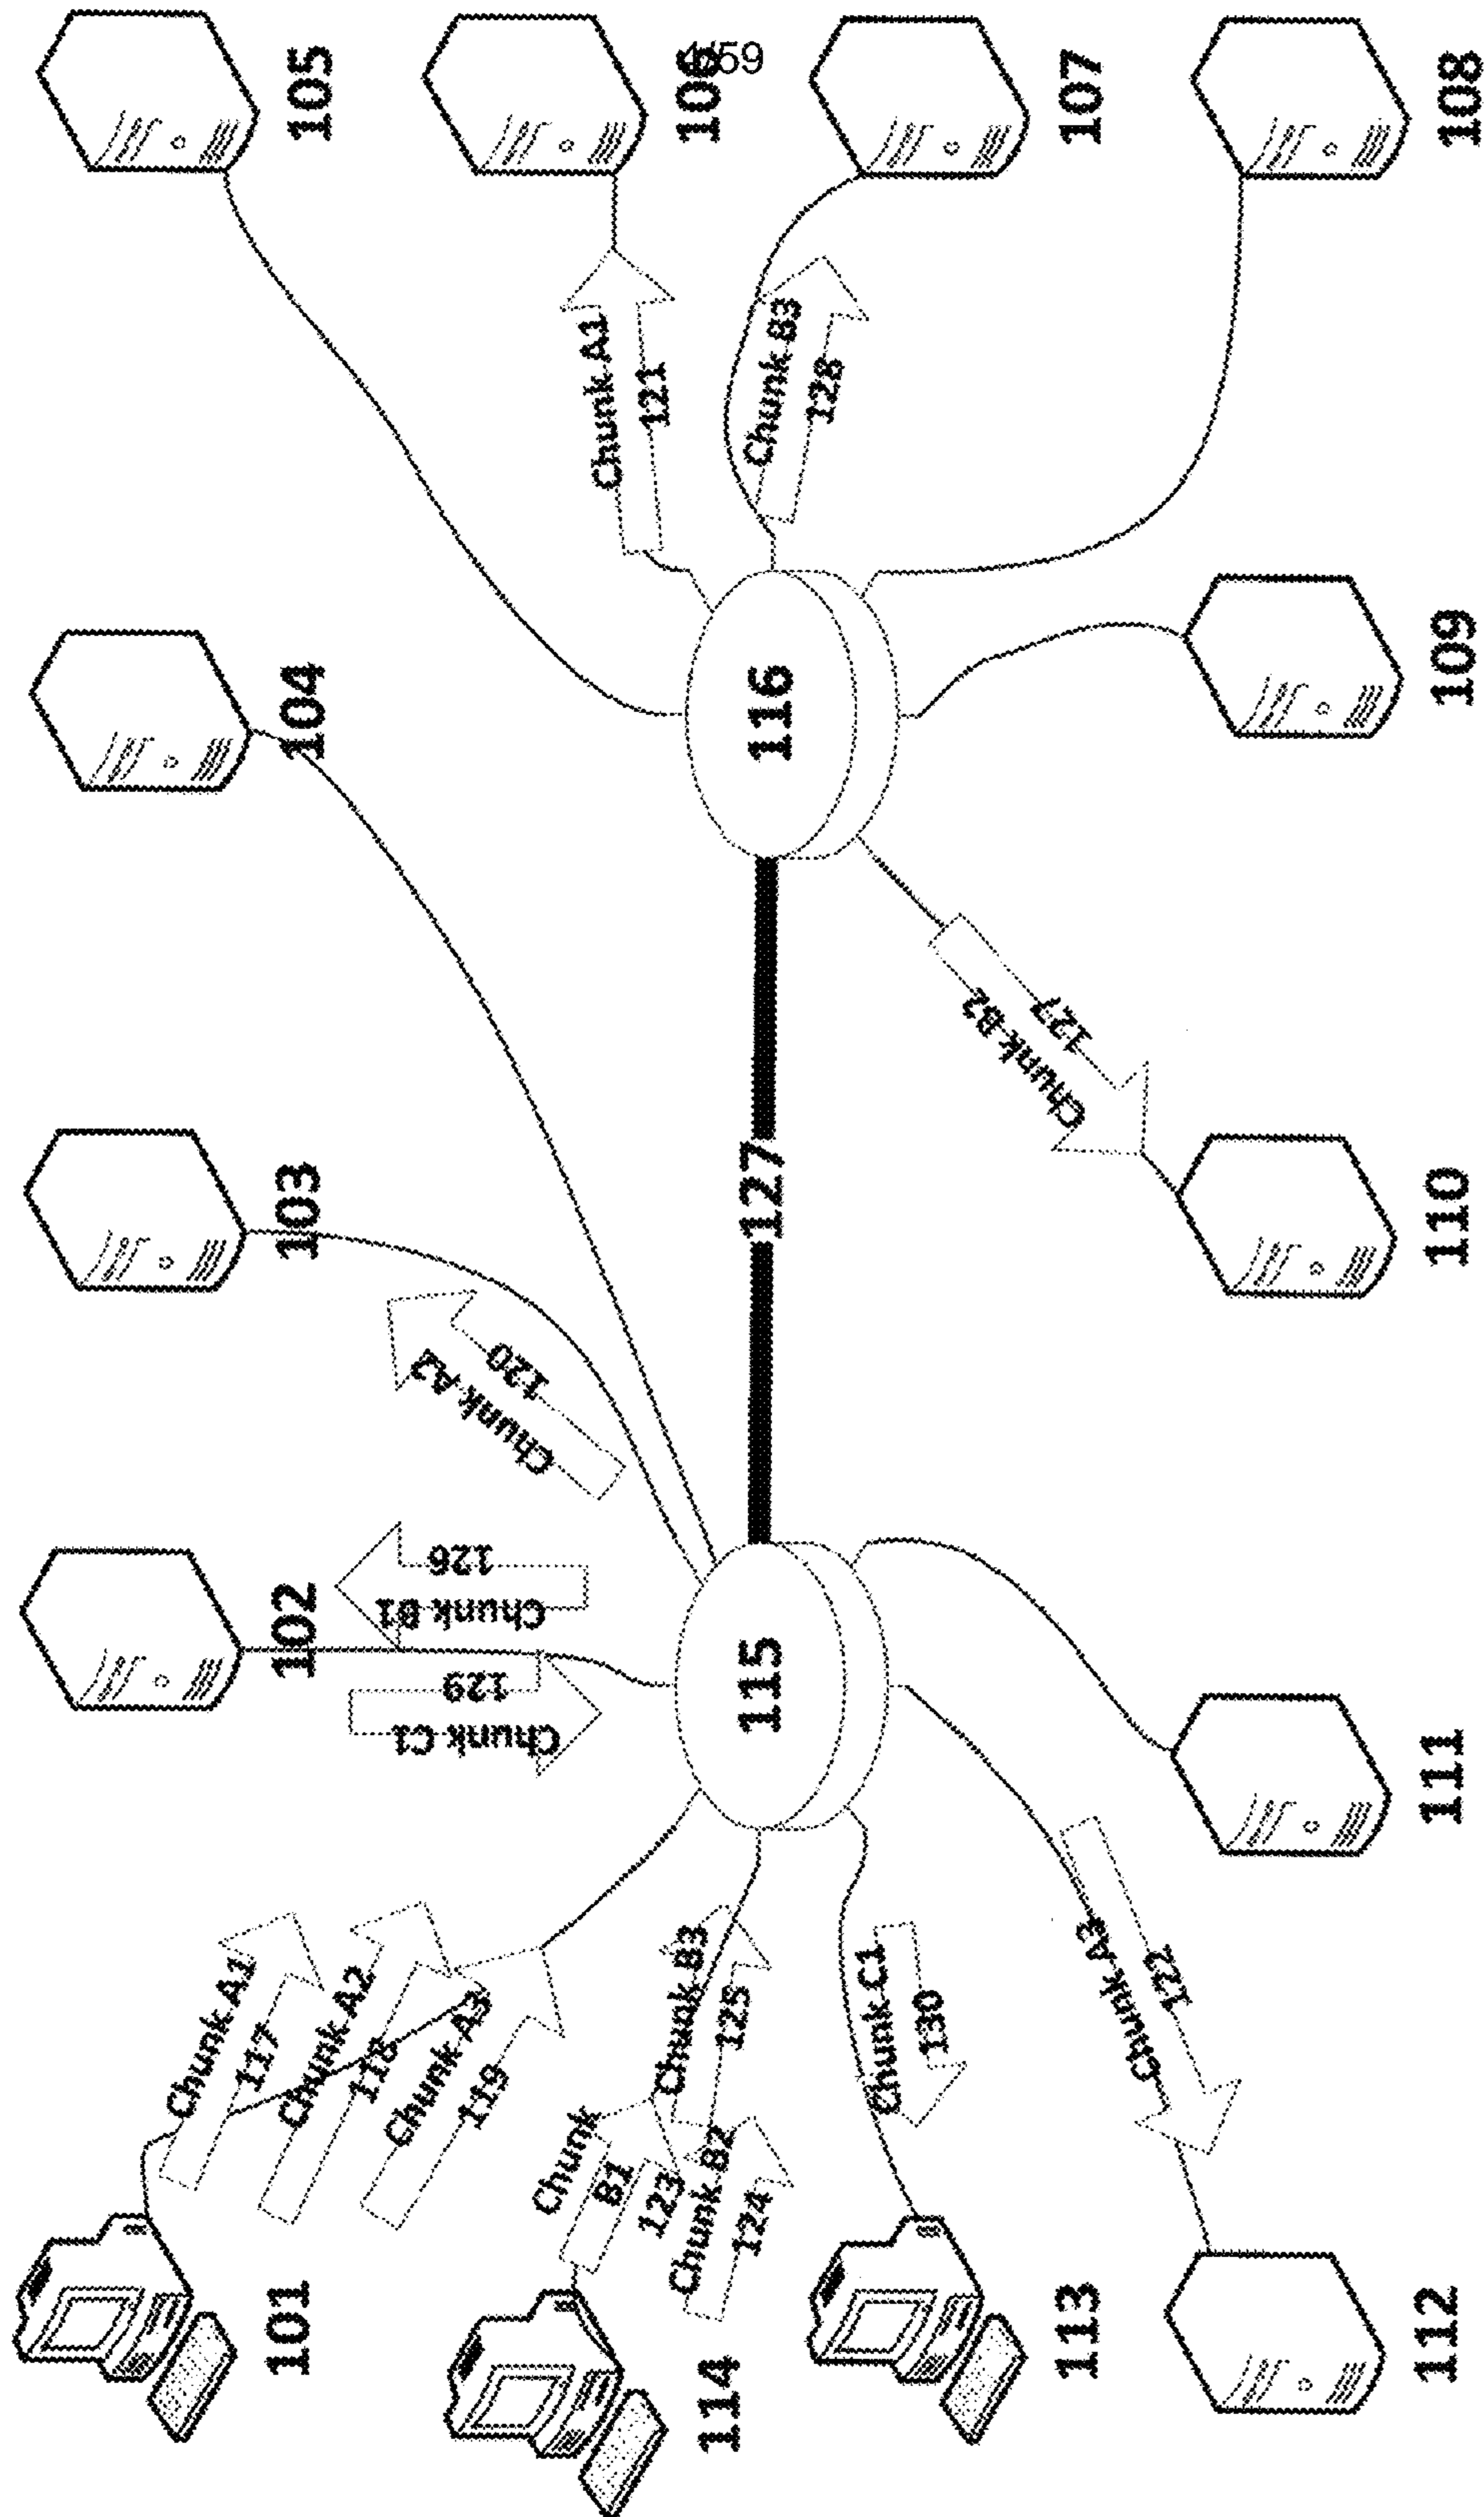 4/59
105
106
107
108
Chunk A1
121
Chunk B3
128
104
116
109
Chunk B2
127
103
127
110
Chunk A2
120
102
Chunk B1
126
Chunk C1
129
115
111
Chunk A1
117
Chunk A2
118
Chunk A3
119
Chunk B3
125
Chunk
B1
123
Chunk B2
124
Chunk C1
130
Chunk A3
122
101
114
113
112